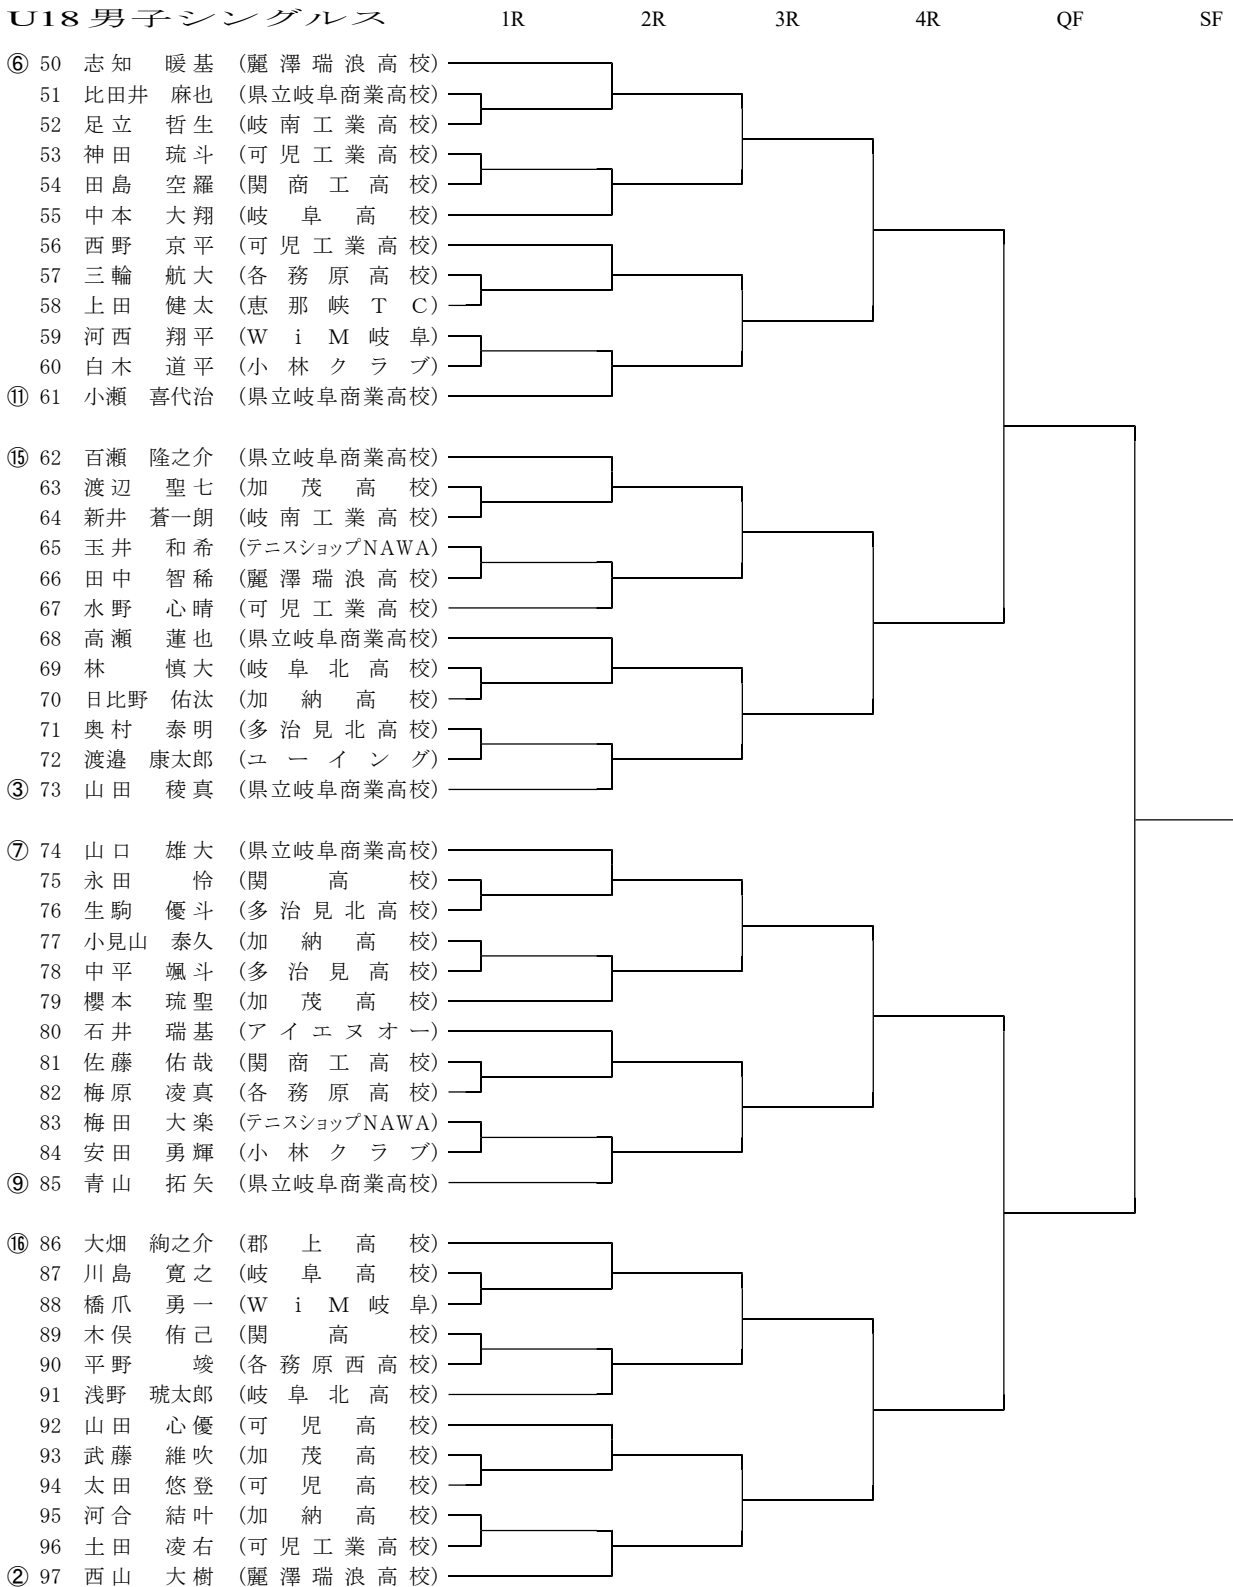 U18 男子シングルス 1R 2R 3R 4R QF SF
⑥ 50 志知 暖基 (麗澤瑞浪高校)
51 比田井 麻也 (県立岐阜商業高校)
52 足立 哲生 (岐南工業高校)
53 神田 琉斗 (可児工業高校)
54 田島 空羅 (関商工高校)
55 中本 大翔 (岐阜高校)
56 西野 京平 (可児工業高校)
57 三輪 航大 (各務原高校)
58 上田 健太 (恵那峡TC)
59 河西 翔平 (WiM岐阜)
60 白木 道平 (小林クラブ)
⑪ 61 小瀬 喜代治 (県立岐阜商業高校)
⑮ 62 百瀬 隆之介 (県立岐阜商業高校)
63 渡辺 聖七 (加茂高校)
64 新井 蒼一朗 (岐南工業高校)
65 玉井 和希 (テニスショップNAWA)
66 田中 智稀 (麗澤瑞浪高校)
67 水野 心晴 (可児工業高校)
68 高瀬 蓮也 (県立岐阜商業高校)
69 林 慎大 (岐阜北高校)
70 日比野 佑汰 (加納高校)
71 奥村 泰明 (多治見北高校)
72 渡邉 康太郎 (ユーイング)
③ 73 山田 稜真 (県立岐阜商業高校)
⑦ 74 山口 雄大 (県立岐阜商業高校)
75 永田 怜 (関高校)
76 生駒 優斗 (多治見北高校)
77 小見山 泰久 (加納高校)
78 中平 颯斗 (多治見高校)
79 櫻本 琉聖 (加茂高校)
80 石井 瑞基 (アイエヌオー)
81 佐藤 佑哉 (関商工高校)
82 梅原 凌真 (各務原高校)
83 梅田 大楽 (テニスショップNAWA)
84 安田 勇輝 (小林クラブ)
⑨ 85 青山 拓矢 (県立岐阜商業高校)
⑯ 86 大畑 絢之介 (郡上高校)
87 川島 寛之 (岐阜高校)
88 橋爪 勇一 (WiM岐阜)
89 木俣 侑己 (関高校)
90 平野 竣 (各務原西高校)
91 浅野 琥太郎 (岐阜北高校)
92 山田 心優 (可児高校)
93 武藤 維吹 (加茂高校)
94 太田 悠登 (可児高校)
95 河合 結叶 (加納高校)
96 土田 凌右 (可児工業高校)
② 97 西山 大樹 (麗澤瑞浪高校)